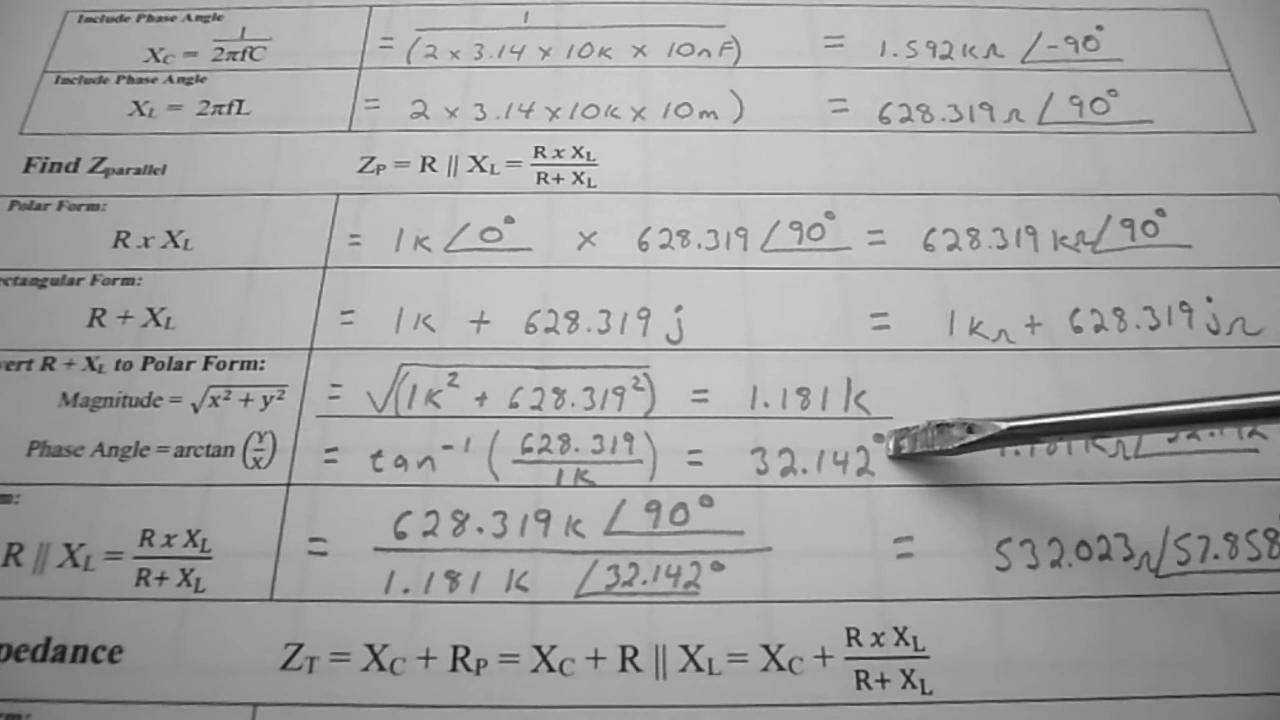 Include Phase Angle
X_C = 1/2πfC = 1/(2 x 3.14 x 10K x 10nF) = 1.592KΩ ∠-90°
Include Phase Angle
X_L = 2πfL = 2 x 3.14 x 10K x 10m) = 628.319Ω ∠90°
Find Z_parallel Z_P = R || X_L = R x X_L/R+ X_L
Polar Form:
R x X_L = 1K ∠0° x 628.319 ∠90° = 628.319 KΩ ∠90°
ectangular Form:
R + X_L = 1K + 628.319j = 1KΩ + 628.319jΩ
vert R + X_L to Polar Form:
Magnitude = √x² + y² = √(1K² + 628.319²) = 1.181K
Phase Angle = arctan (Y/X) = tan⁻¹ (628.319/1K) = 32.142°
m:
R || X_L = R x X_L/R+ X_L = 628.319K ∠90°/1.181K ∠32.142° = 532.023Ω ∠57.858
pedance Z_T = X_C + R_P = X_C + R || X_L = X_C + R x X_L/R+ X_L